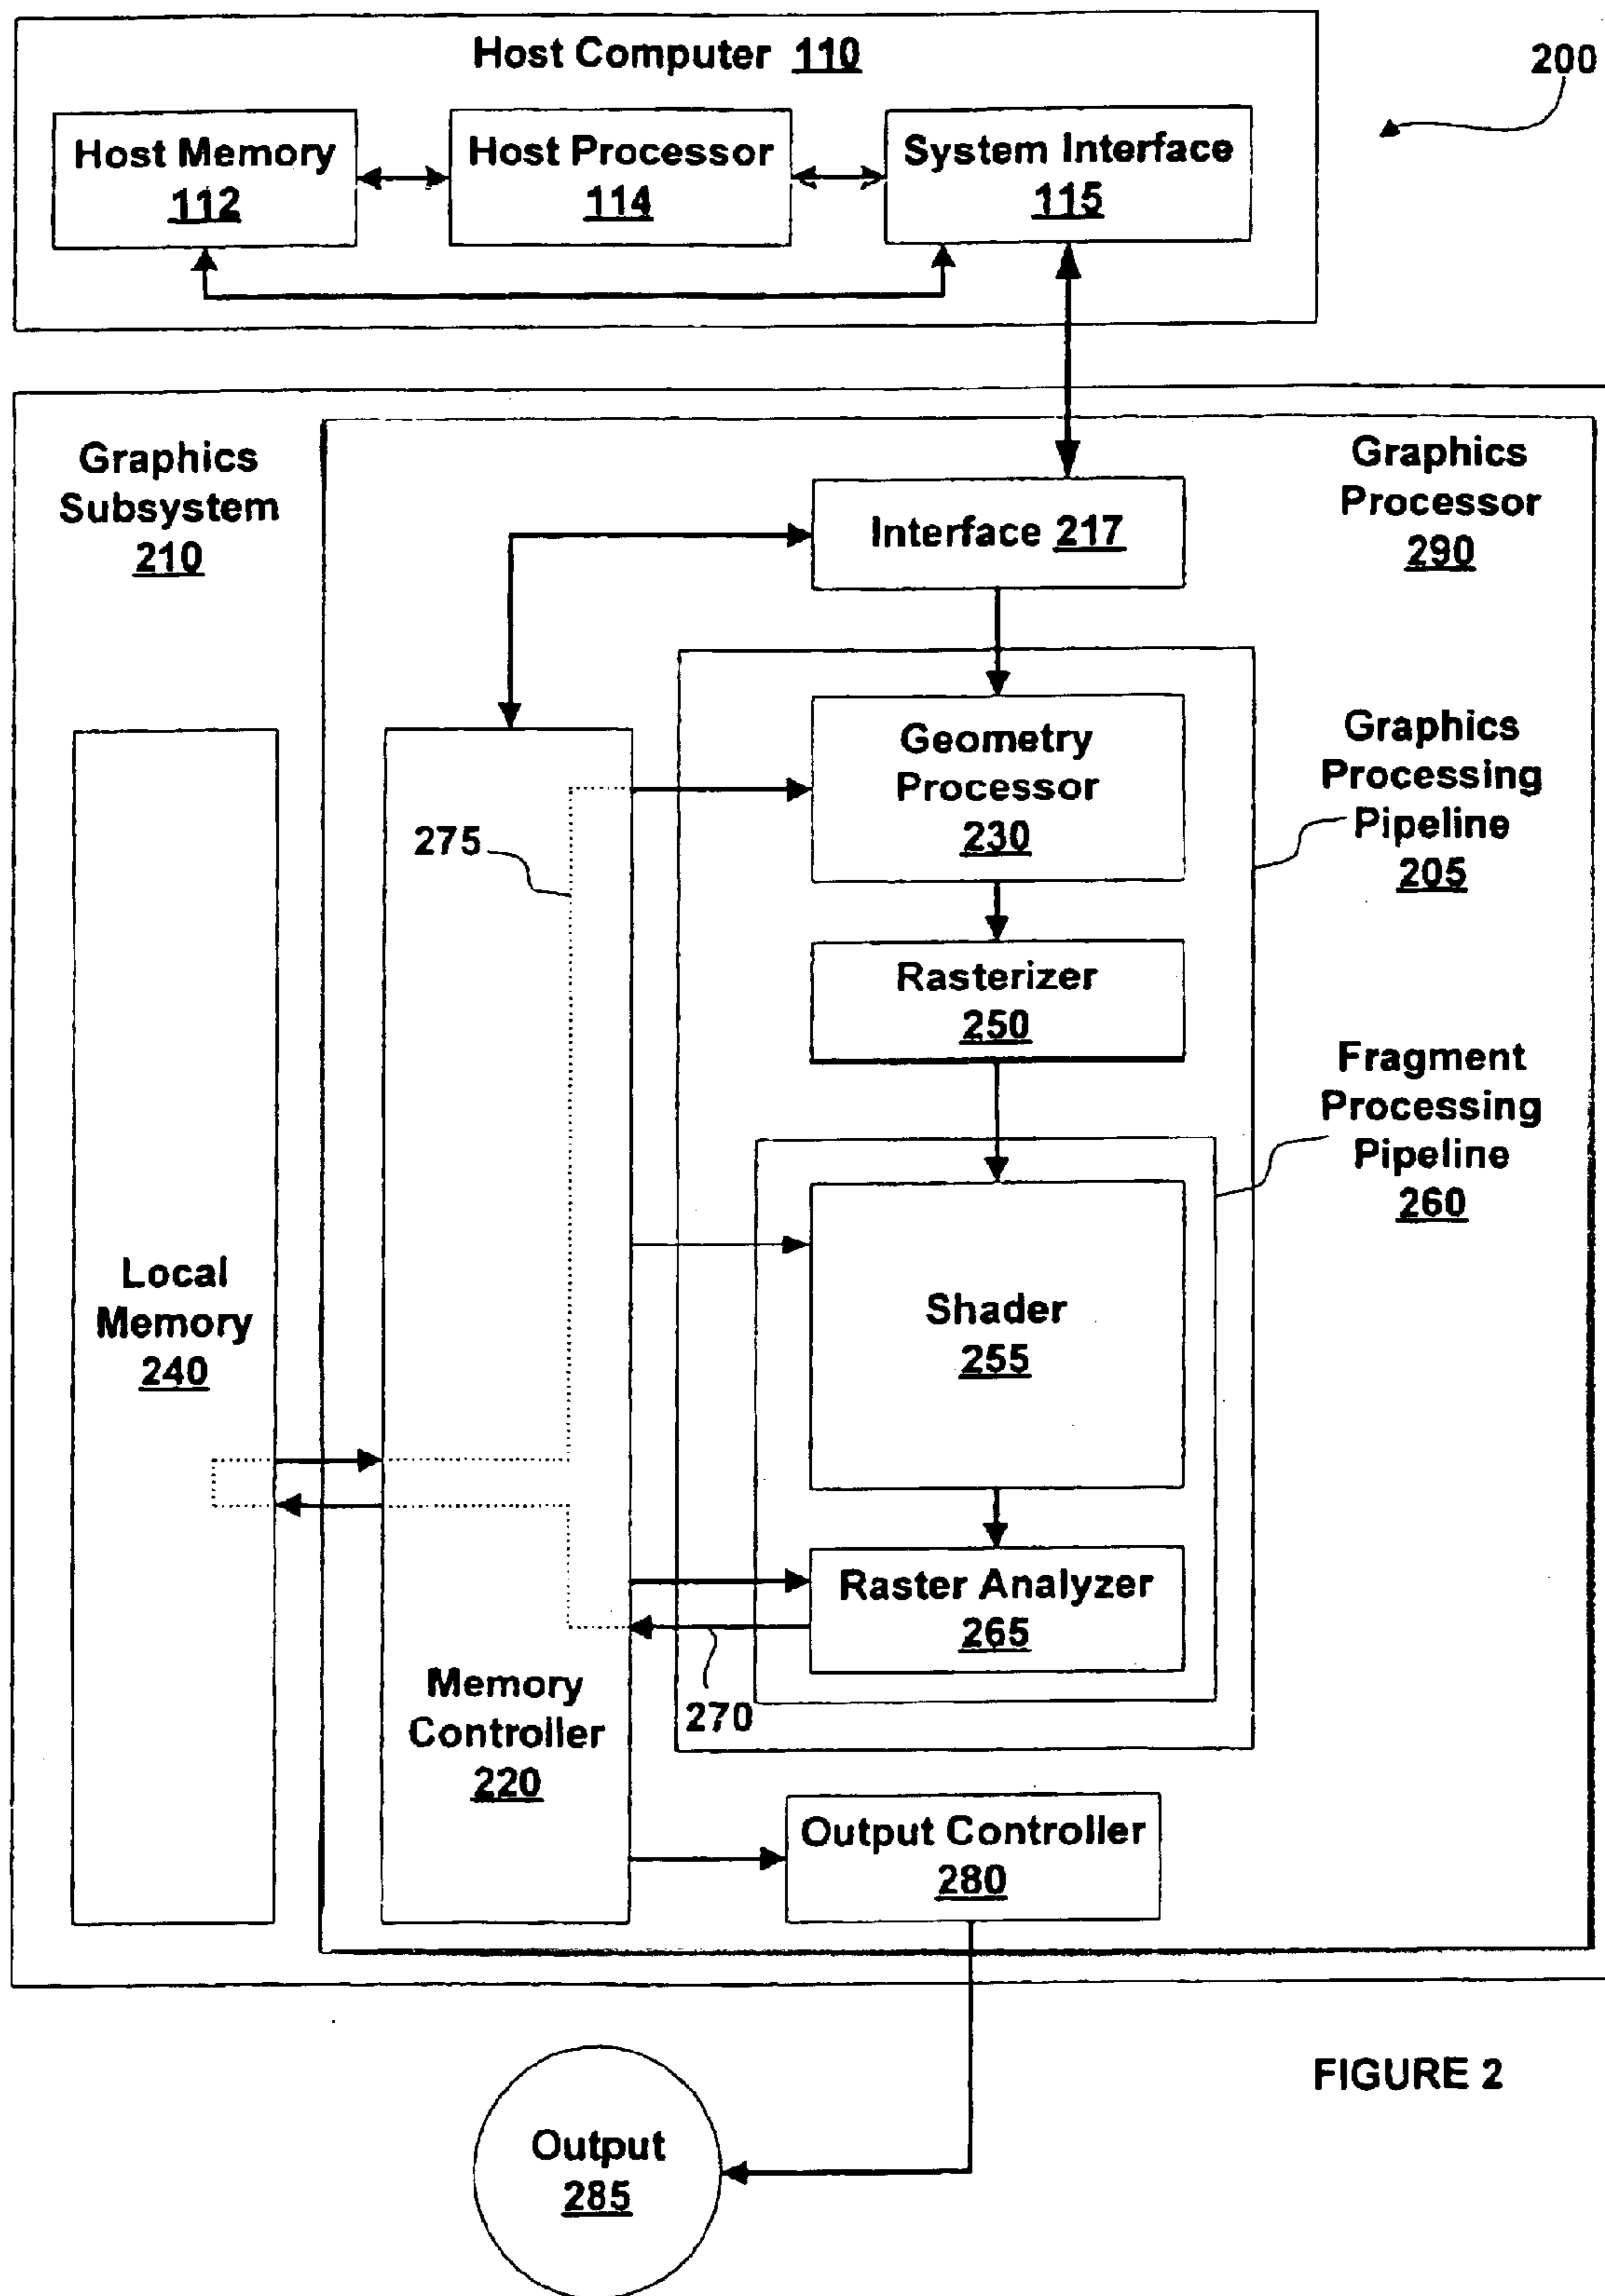 Host Computer 110
200
Host Memory
112
Host Processor
114
System Interface
115
Graphics
Subsystem
210
Graphics
Processor
290
Interface 217
Geometry
Processor
230
Graphics
Processing
Pipeline
205
275
Rasterizer
250
Fragment
Processing
Pipeline
260
Local
Memory
240
Shader
255
Raster Analyzer
265
270
Memory
Controller
220
Output Controller
280
FIGURE 2
Output
285